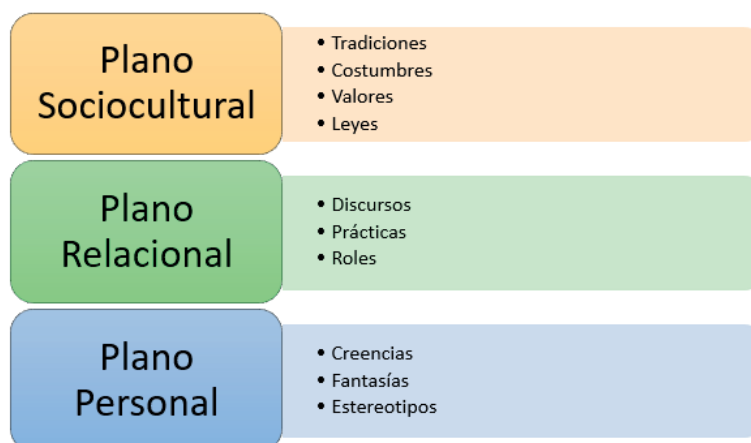 Plano
Sociocultural
• Tradiciones
• Costumbres
• Valores
• Leyes
Plano
Relacional
• Discursos
• Prácticas
• Roles
Plano
Personal
• Creencias
• Fantasías
• Estereotipos